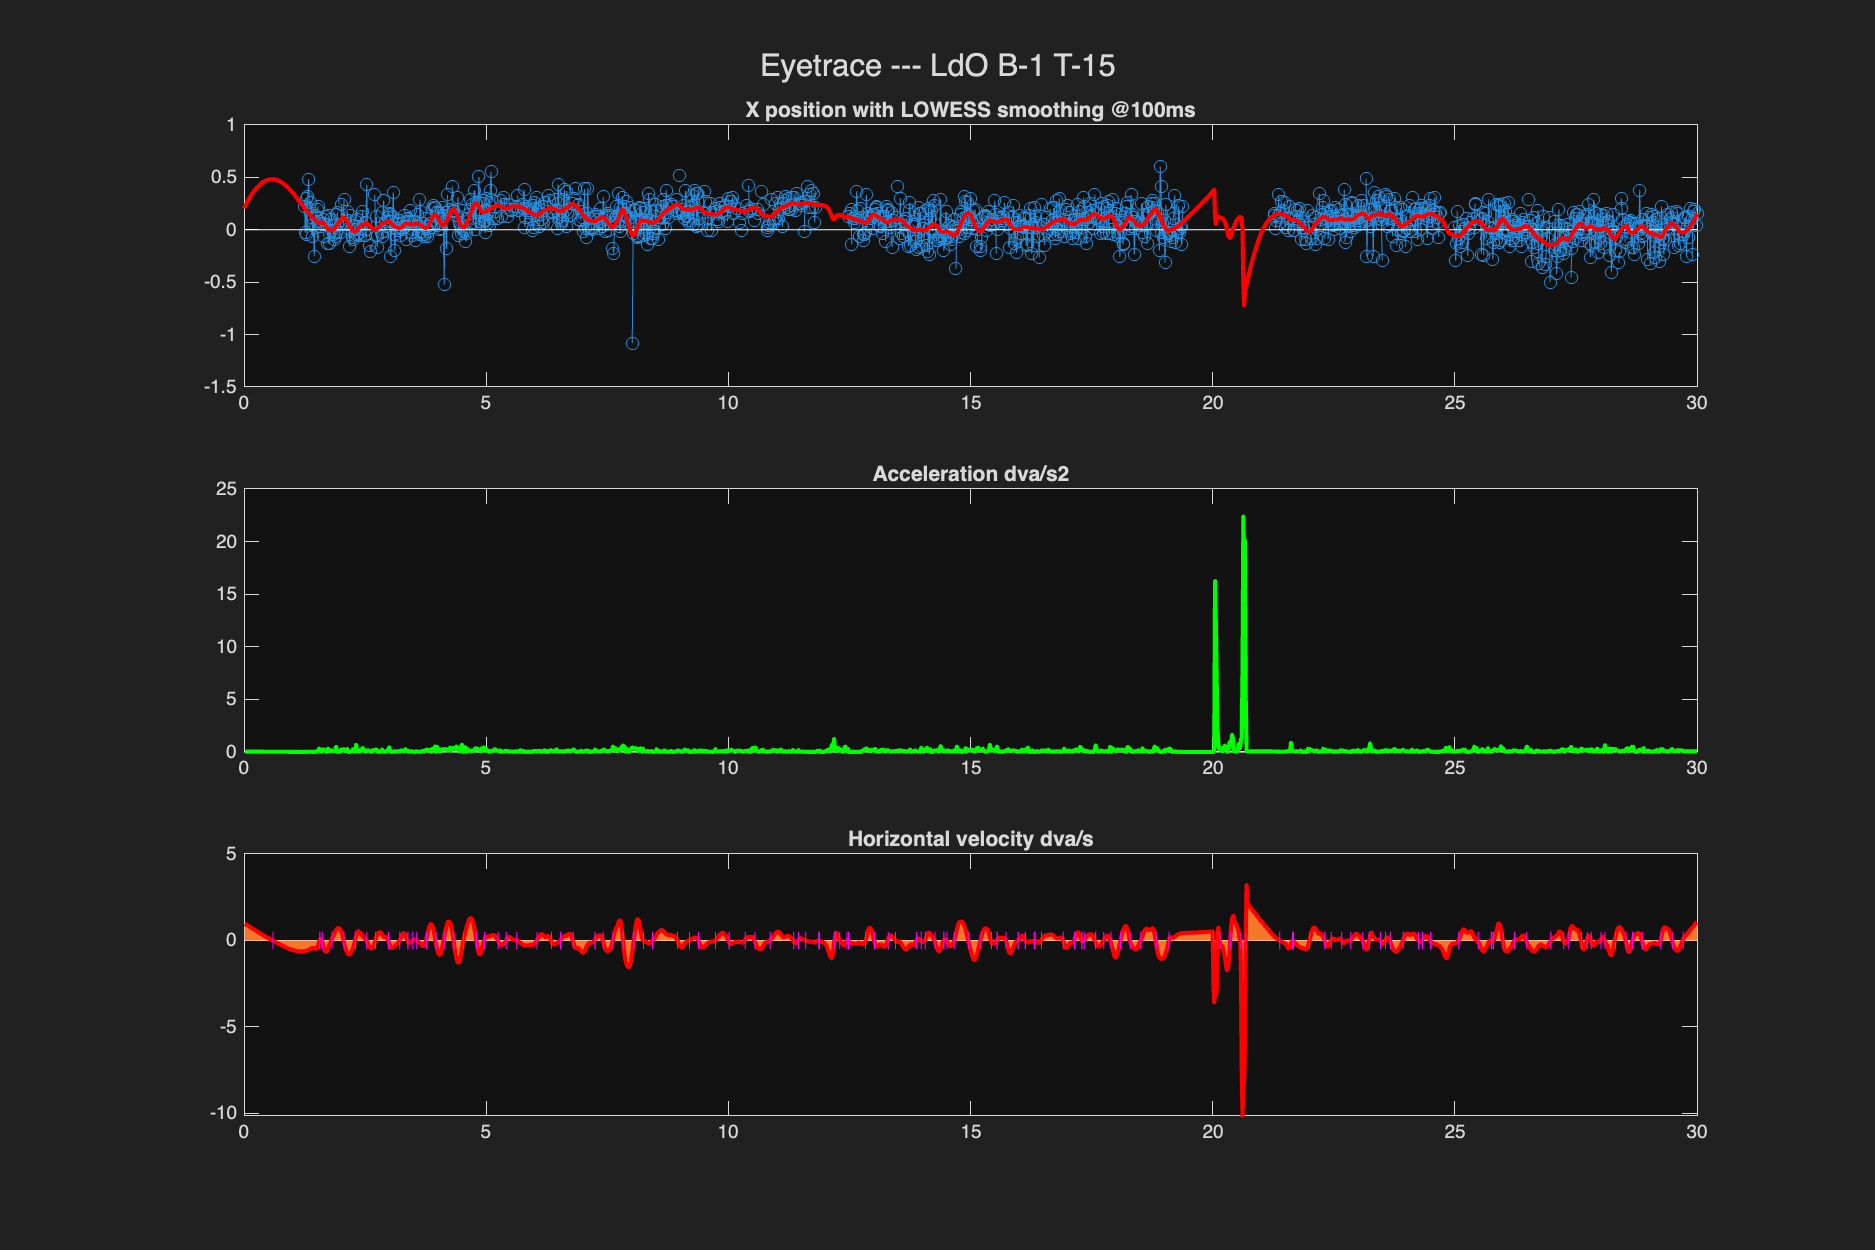 Eyetrace --- LdO B-1 T-15
X position with LOWESS smoothing @100ms
1
0.5
0
-0.5
-1
-1.5
0 5 10 15 20 25 30
Acceleration dva/s2
25
20
15
10
5
0
0 5 10 15 20 25 30
Horizontal velocity dva/s
5
0
-5
-10
0 5 10 15 20 25 30